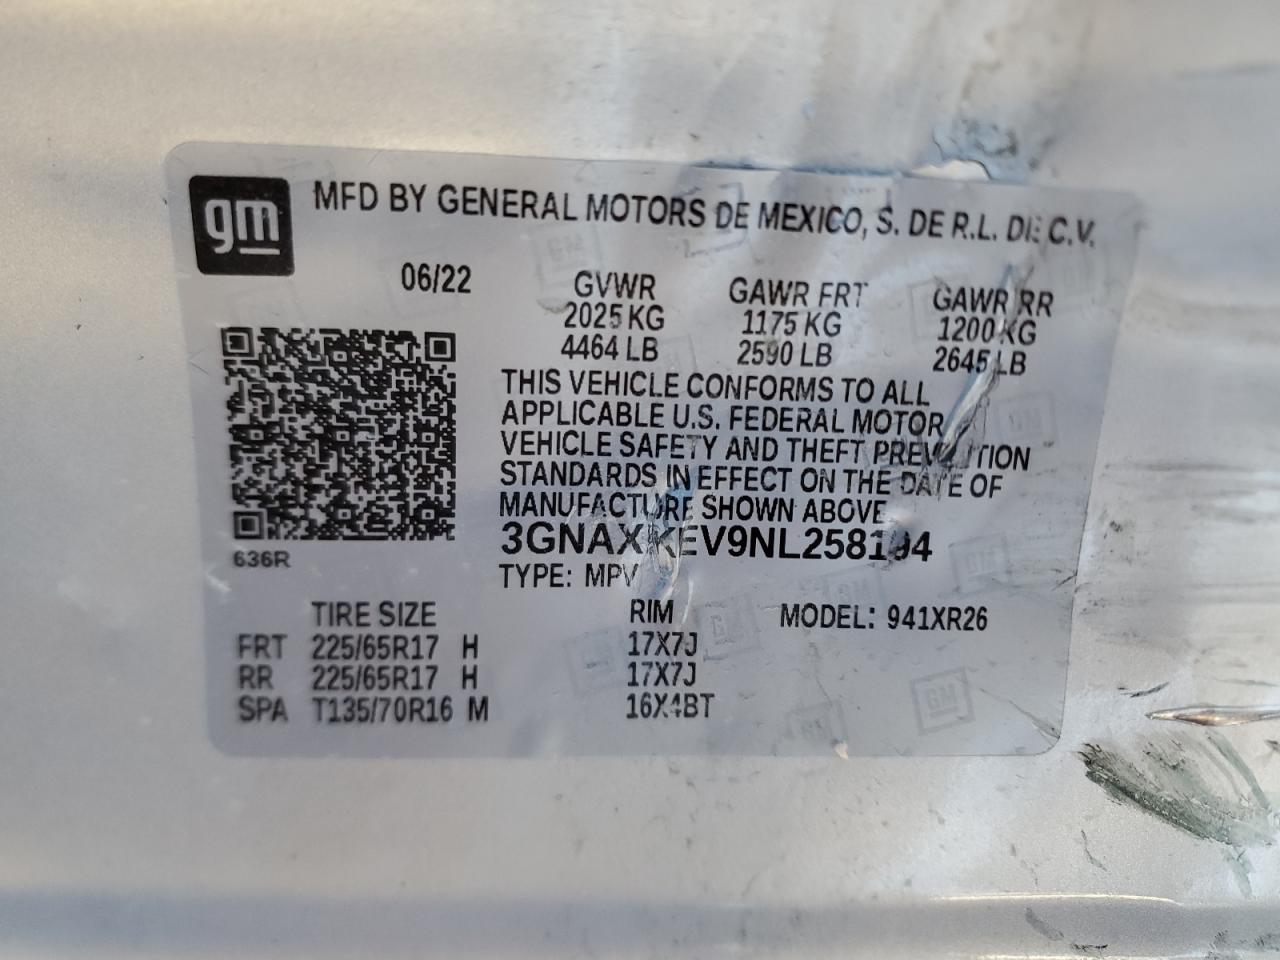 gm
MFD BY GENERAL MOTORS DE MEXICO, S. DE R.L. DE C.V.
06/22 GVWR GAWR FRT GAWR RR
2025 KG 1175 KG 1200 KG
4464 LB 2590 LB 2645 LB
THIS VEHICLE CONFORMS TO ALL
APPLICABLE U.S. FEDERAL MOTOR
VEHICLE SAFETY AND THEFT PREVENTION
STANDARDS IN EFFECT ON THE DATE OF
MANUFACTURE SHOWN ABOVE
3GNAXKEV9NL258194
636R
TYPE: MPV
TIRE SIZE RIM MODEL: 941XR26
FRT 225/65R17 H 17X7J
RR 225/65R17 H 17X7J
SPA T135/70R16 M 16X4BT